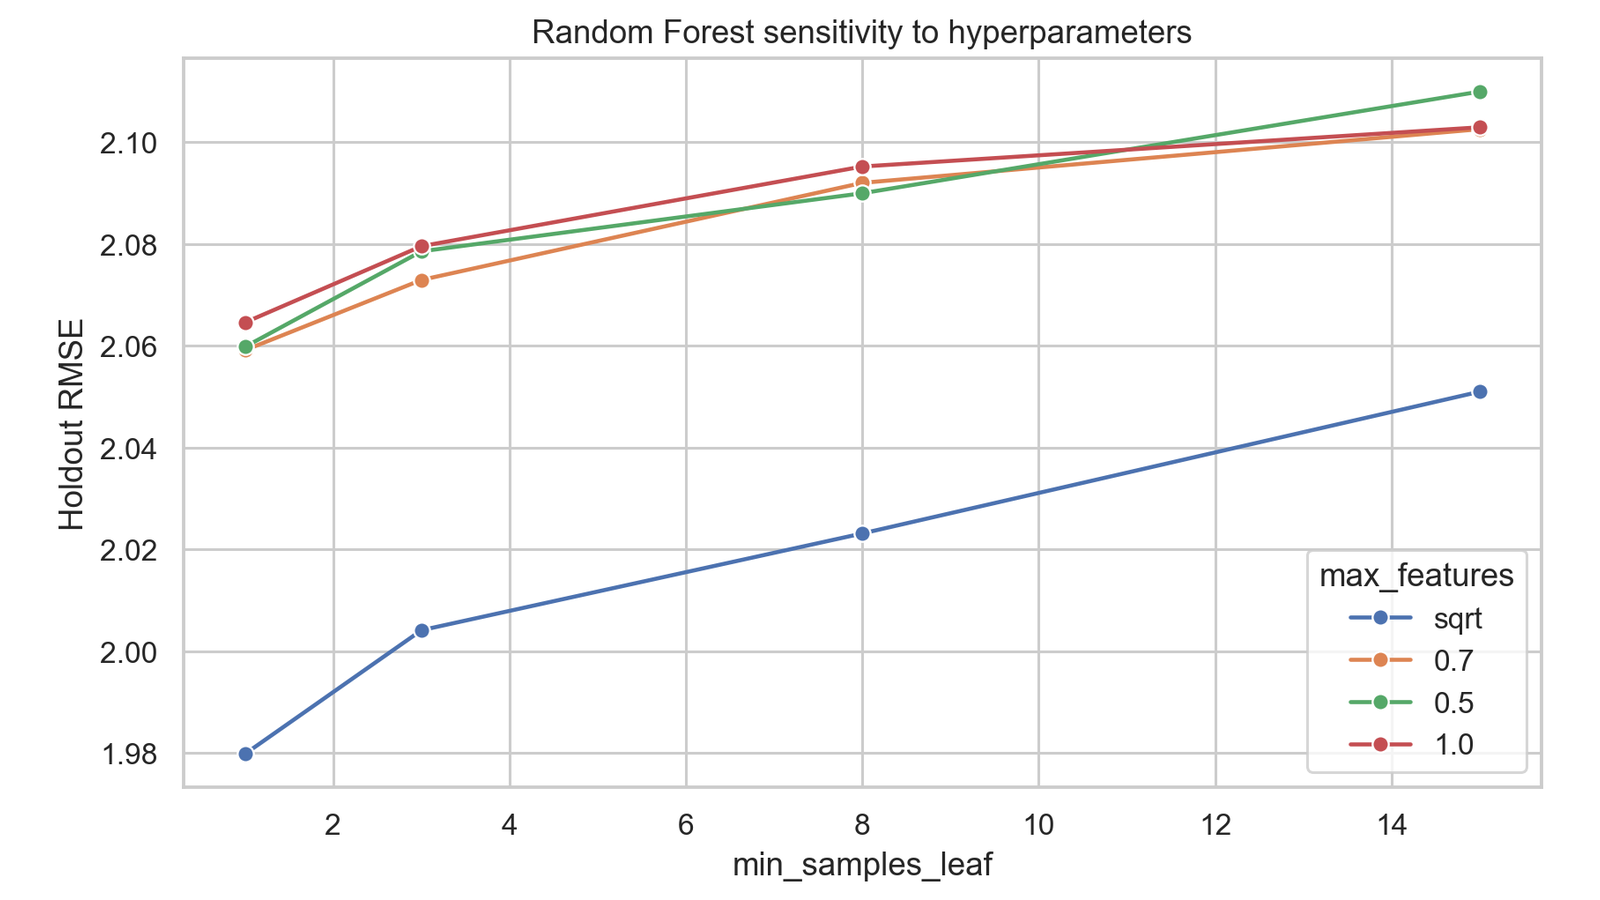 Random Forest sensitivity to hyperparameters
Holdout RMSE
2.10
2.08
2.06
2.04
2.02
2.00
1.98
max_features
sqrt
0.7
0.5
1.0
2 4 6 8 10 12 14
min_samples_leaf